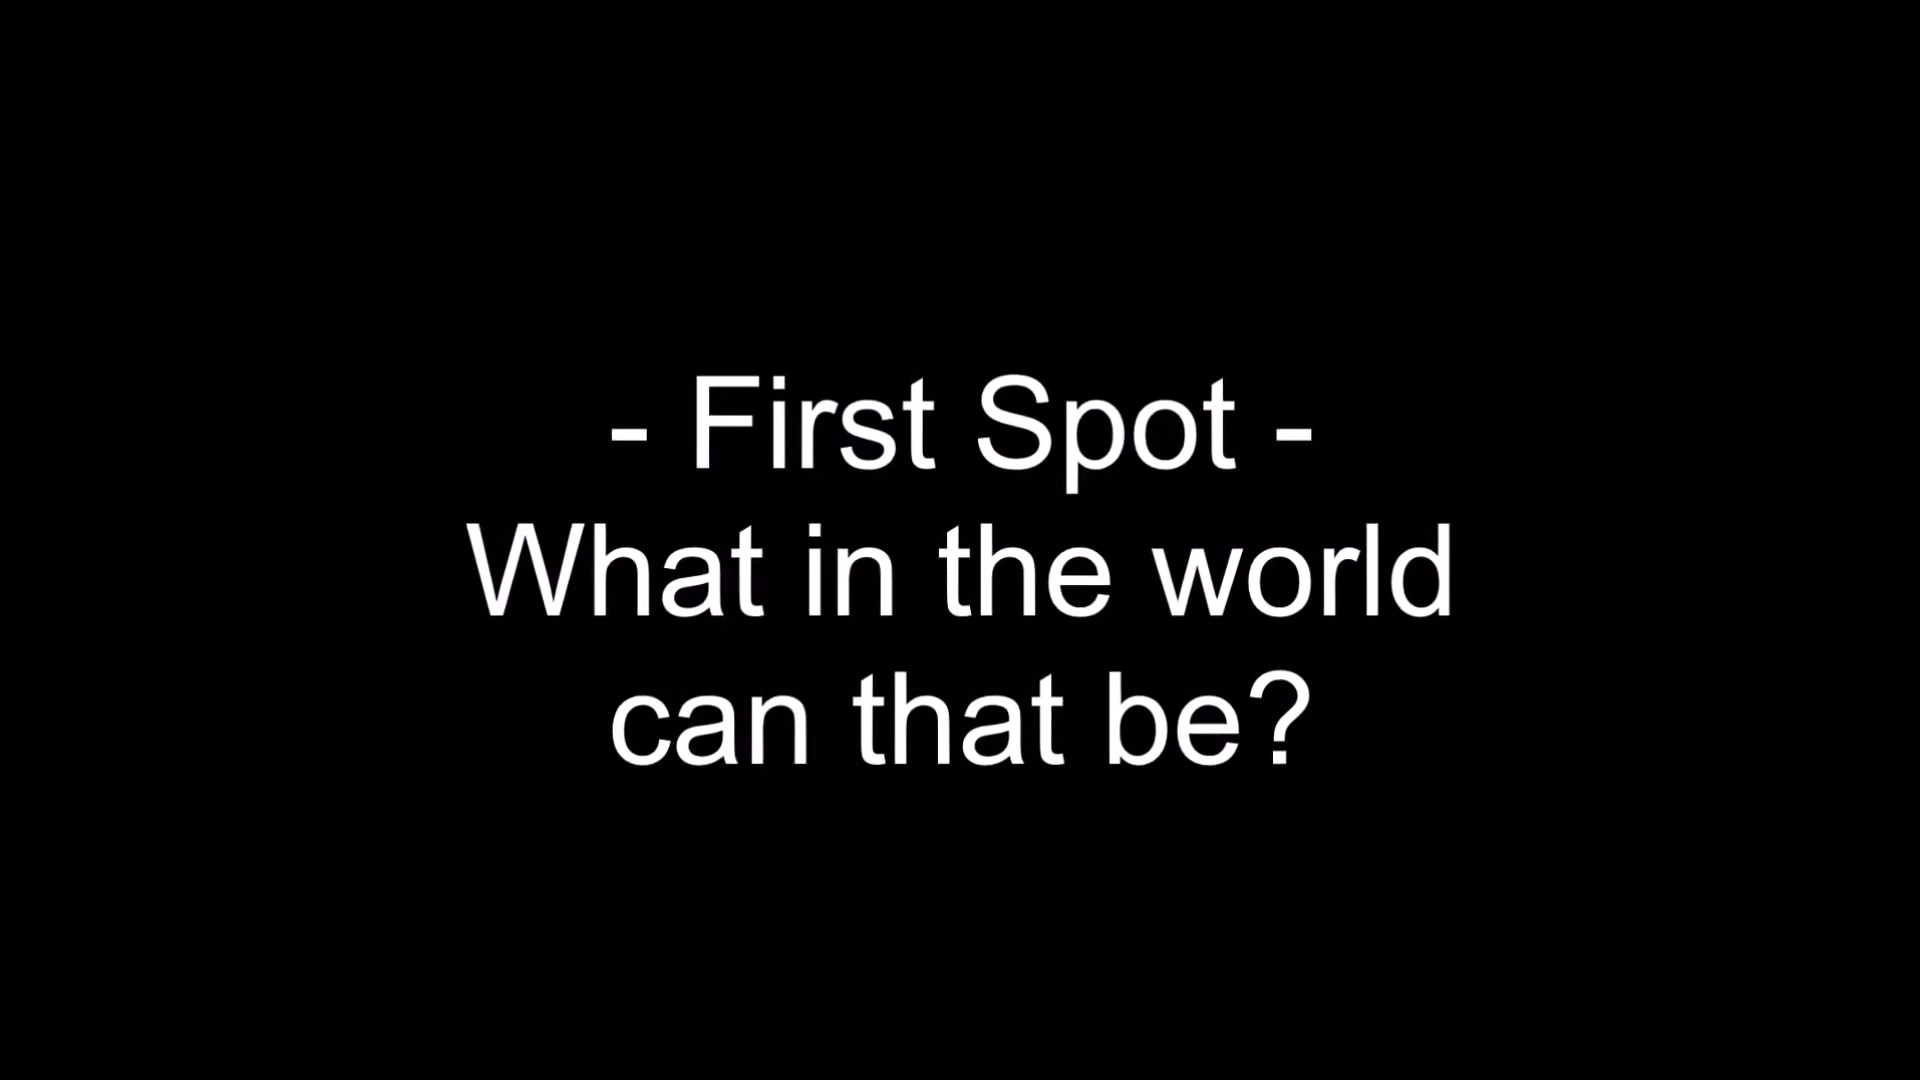 - First Spot -
What in the world
can that be?